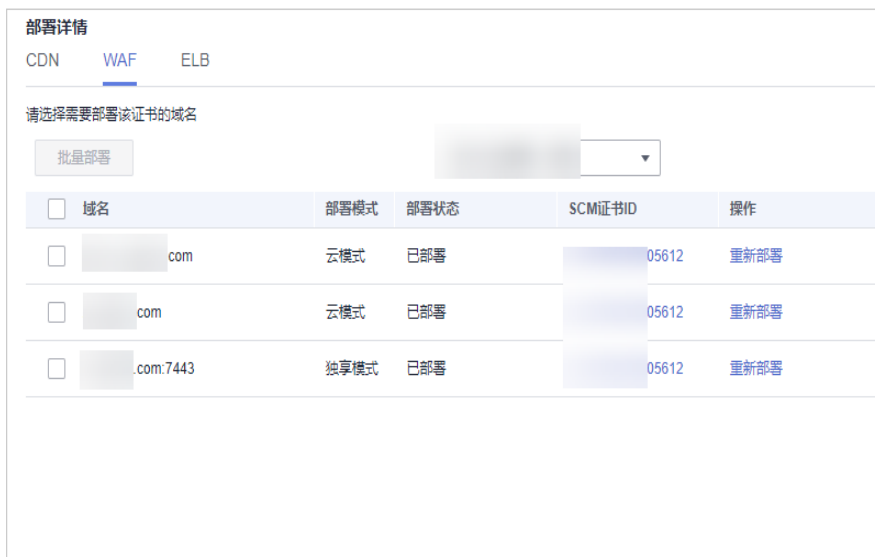 部署详情
CDN WAF ELB
请选择需要部署该证书的域名
批量部署
域名 部署模式 部署状态 SCM证书ID 操作
com 云模式 已部署 05612 重新部署
com 云模式 已部署 05612 重新部署
.com:7443 独享模式 已部署 05612 重新部署